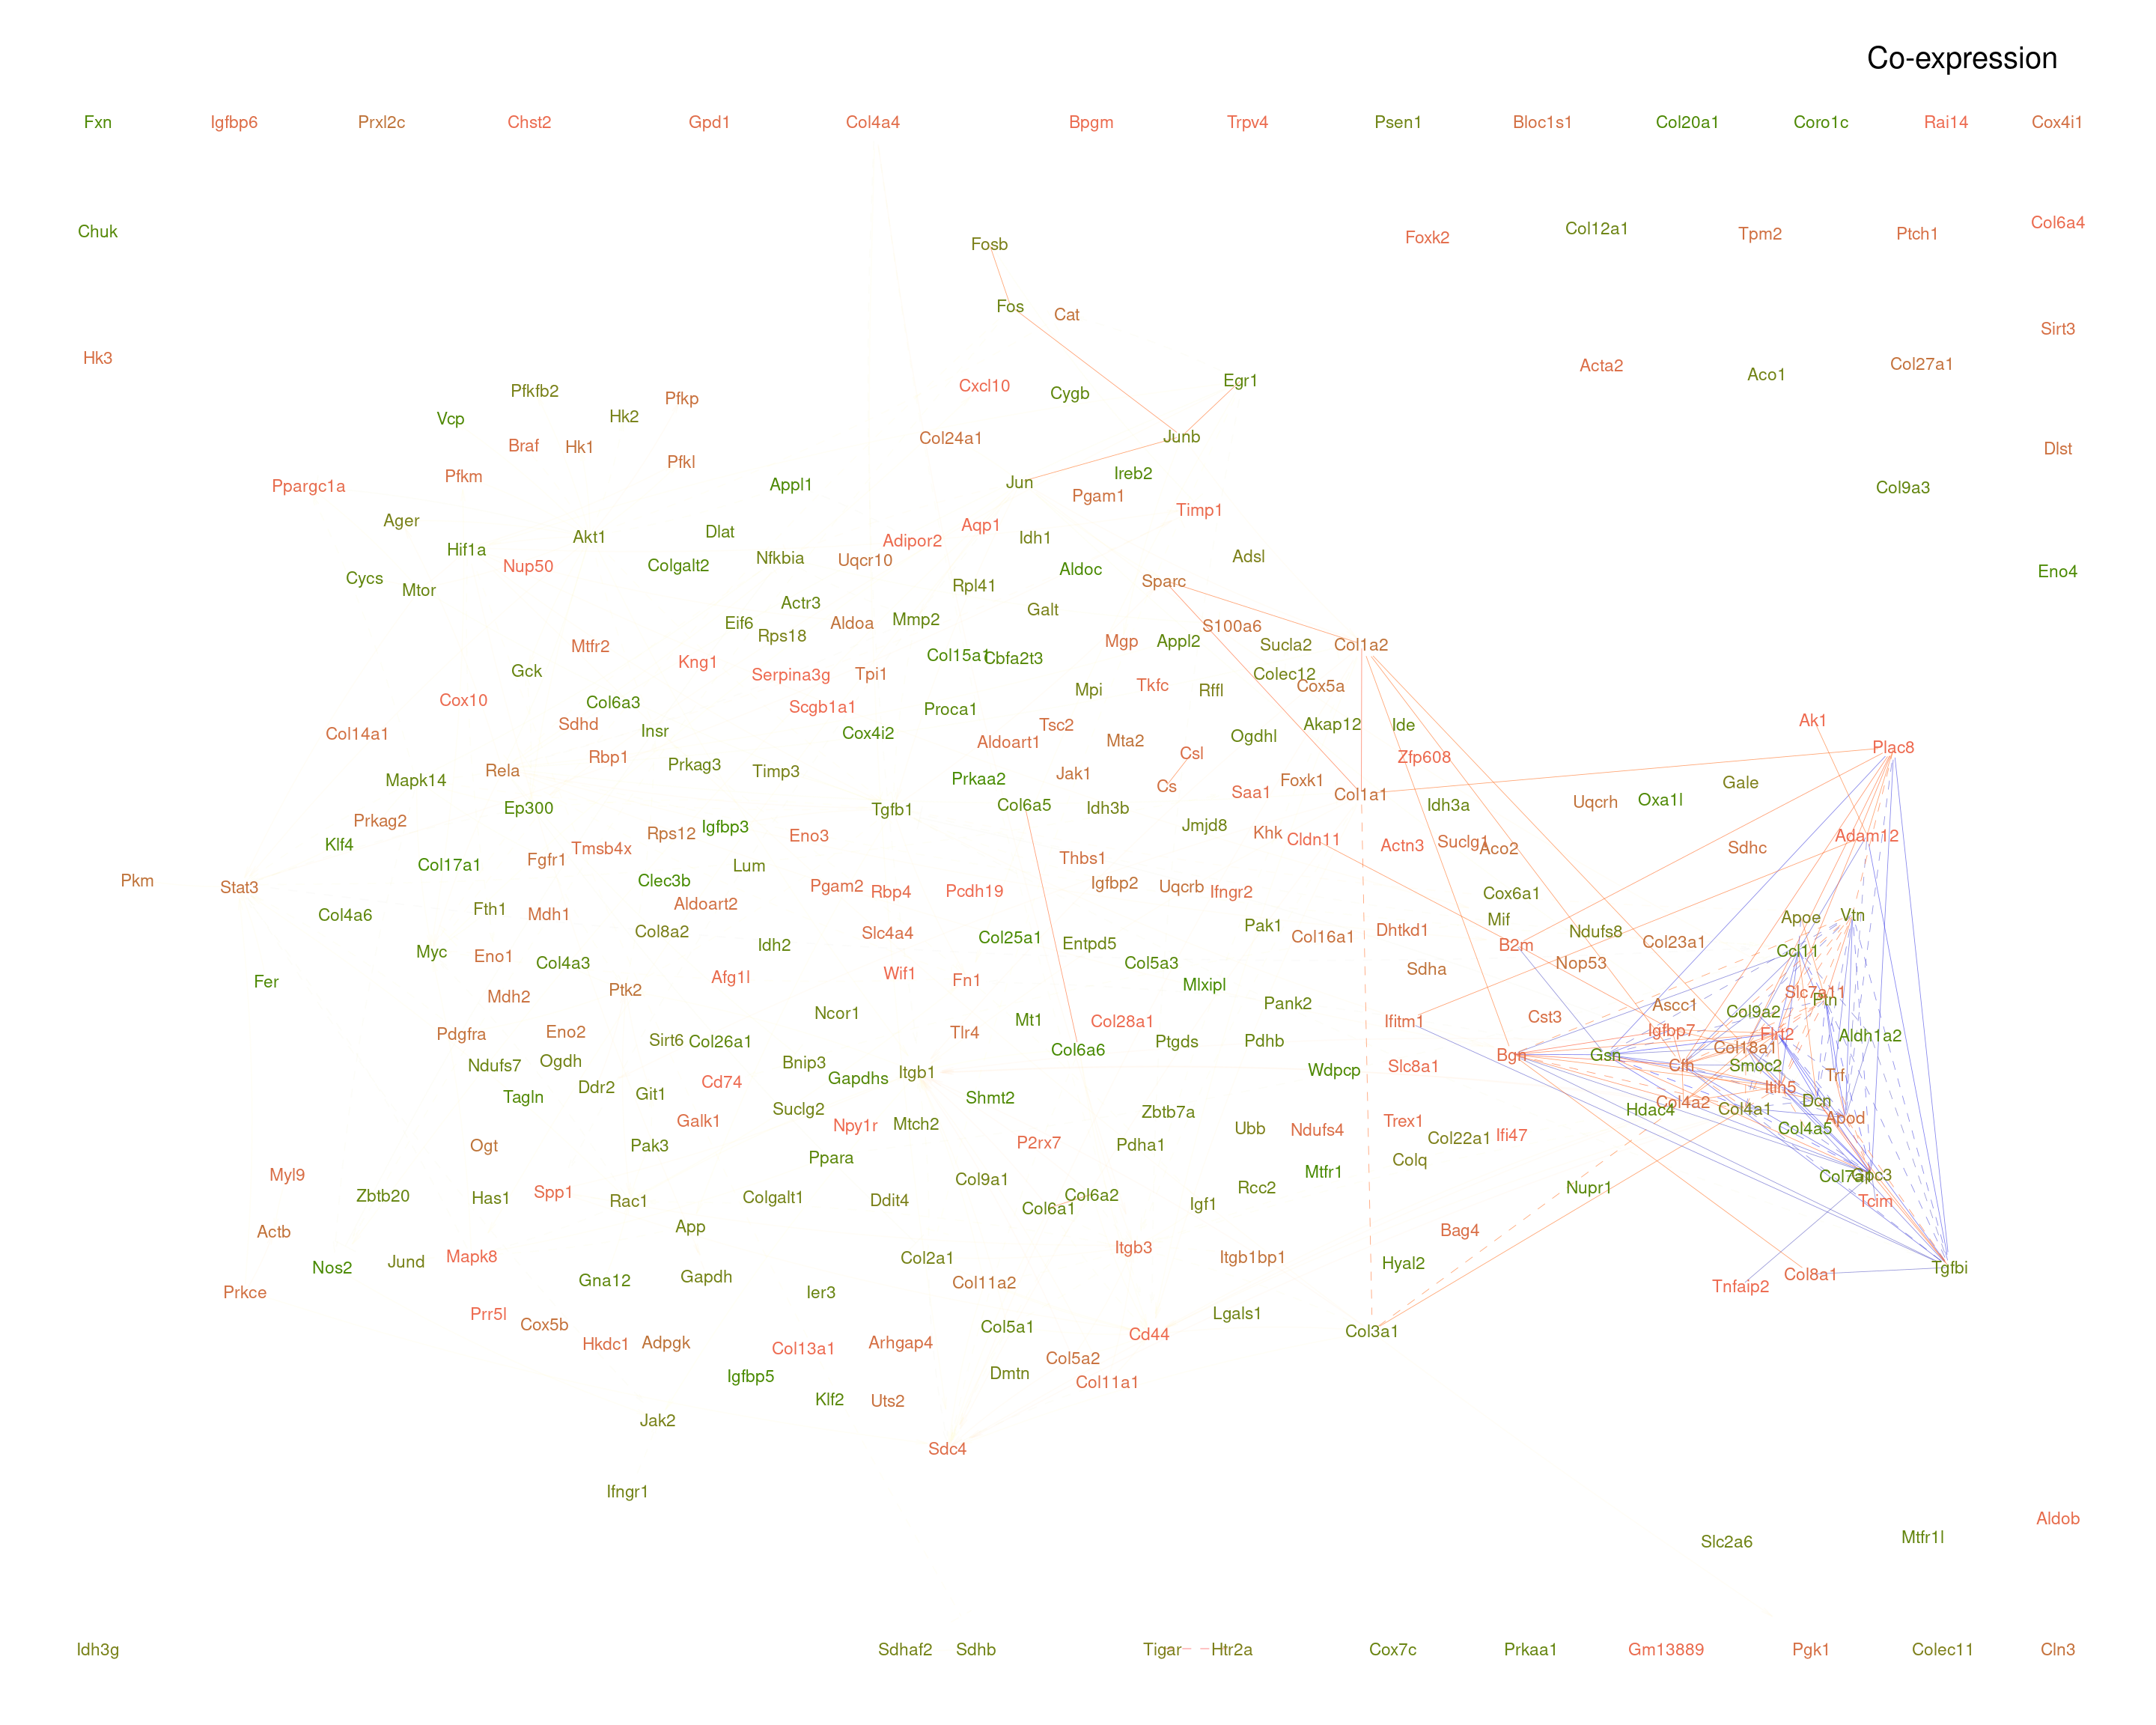 Co-expression
Fxn Igfbp6 Prxl2c Chst2 Gpd1 Col4a4 Bpgm Trpv4 Psen1 Bloc1s1 Col20a1 Coro1c Rai14 Cox4i1
Col6a4
Chuk Foxk2 Col12a1 Tpm2 Ptch1
Fosb
Fos Cat
Sirt3
Hk3 Acta2 Aco1 Col27a1
Pfkfb2 Pfkp Cxcl10 Cygb Egr1
Vcp Hk2
Braf Hk1 Col24a1 Junb Dlst
Pfkm Pfkl Ireb2
Ppargc1a Appl1 Jun Pgam1 Col9a3
Ager Aqp1 Timp1
Hif1a Akt1 Dlat Adipor2 Idh1
Nup50 Colgalt2 Nfkbia Uqcr10 Aldoc Adsl Eno4
Cycs Mtor Rpl41 Sparc
Actr3 Galt
Eif6 Rps18 Aldoa Mmp2 S100a6
Mtfr2 Mgp Appl2 Sucla2 Col1a2
Gck Kng1 Serpina3g Tpi1 Col15a1 Cbfa2t3 Colec12
Cox10 Col6a3 Scgb1a1 Proca1 Mpi Tkfc Rffl Cox5a
Col14a1 Sdhd Insr Cox4i2 Tsc2 Akap12 Ide Ak1
Rbp1 Aldoart1 Mta2 Csl Ogdhl Zfp608 Plac8
Rela Prkag3 Timp3 Prkaa2 Jak1 Cs Foxk1
Mapk14 Saa1 Col1a1 Gale
Prkag2 Ep300 Tgfb1 Col6a5 Idh3b Idh3a Uqcrh Oxa1l
Klf4 Rps12 Igfbp3 Eno3 Jmjd8 Khk Cldn11 Actn3 Suclg1 Aco2 Sdhc Adam12
Col17a1 Fgfr1 Tmsb4x Lum Thbs1
Pkm Stat3 Clec3b Pgam2 Rbp4 Pcdh19 Igfbp2 Uqcrb Ifngr2 Cox6a1
Col4a6 Fth1 Mdh1 Aldoart2 Mif Apoe Vtn
Col8a2 Slc4a4 Col25a1 Pak1 Col16a1 Dhtkd1 B2m Ndufs8 Col23a1
Myc Eno1 Col4a3 Idh2 Entpd5 Col5a3 Nop53 Ccl11
Fer Afg1l Wif1 Fn1 Mlxipl Sdha
Mdh2 Ptk2 Pank2 Slc7a11 Ptn
Ncor1 Mt1 Col28a1 Ifitm1 Cst3 Ascc1 Col9a2
Pdgfra Eno2 Sirt6 Col26a1 Tlr4 Ptgds Pdhb Igfbp7 Aldh1a2
Ndufs7 Ogdh Bnip3 Col6a6 Bgn Gsn Col18a1
Gapdhs Itgb1 Wdpcp Slc8a1 Cfh Smoc2 Trf
Tagln Ddr2 Git1 Cd74 Shmt2 Itih5
Suclg2 Zbtb7a Hdac4 Col4a2 Col4a1 Dcn
Galk1 Npy1r Mtch2 Ubb Ndufs4 Trex1 Ifi47 Col4a5 Apod
Ogt Pak3 Ppara P2rx7 Pdha1 Colq Col22a1
Myl9 Spp1 Col9a1 Mtfr1 Nupr1 Gpc3
Zbtb20 Has1 Rac1 Colgalt1 Ddit4 Col6a1 Col6a2 Igf1 Rcc2 Tcim
Actb App Bag4
Nos2 Jund Mapk8 Col2a1 Itgb3 Itgb1bp1 Hyal2 Tgfbi
Prkce Gna12 Gapdh Ier3 Col11a2 Tnfaip2 Col8a1
Prr5l Cox5b Lgals1
Hkdc1 Adpgk Col13a1 Arhgap4 Col5a1 Cd44 Col3a1
Igfbp5 Dmtn Col5a2 Col11a1
Klf2 Uts2
Jak2
Sdc4
Ifngr1
Aldob
Slc2a6 Mtfr1l
Idh3g Sdhaf2 Sdhb Tigar Htr2a Cox7c Prkaa1 Gm13889 Pgk1 Colec11 Cln3